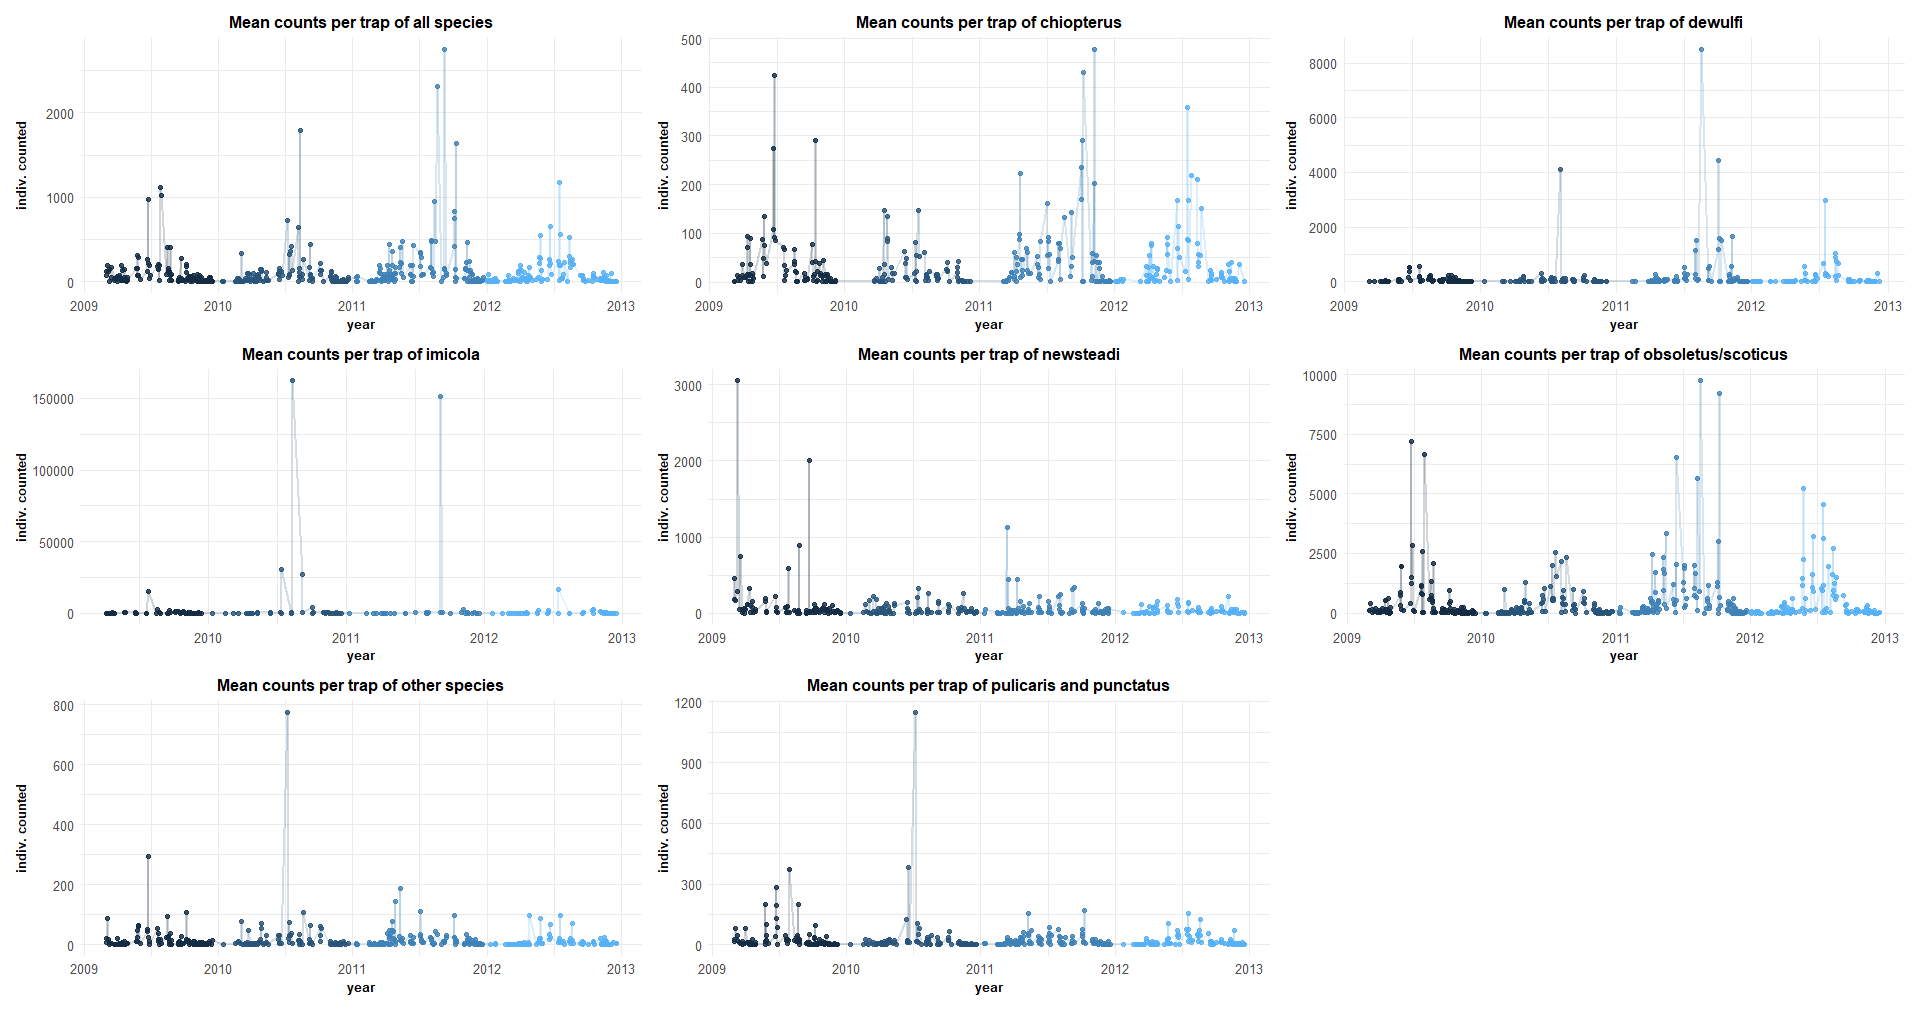 Mean counts per trap of all species
indiv. counted
2000
1000
0
2009 2010 2011 2012 2013
year
Mean counts per trap of chiopterus
indiv. counted
500
400
300
200
100
0
2009 2010 2011 2012 2013
year
Mean counts per trap of dewulfi
indiv. counted
8000
6000
4000
2000
0
2009 2010 2011 2012 2013
year
Mean counts per trap of imicola
indiv. counted
150000
100000
50000
0
2010 2011 2012 2013
year
Mean counts per trap of newsteadi
indiv. counted
3000
2000
1000
0
2009 2010 2011 2012 2013
year
Mean counts per trap of obsoletus/scoticus
indiv. counted
10000
7500
5000
2500
0
2009 2010 2011 2012 2013
year
Mean counts per trap of other species
indiv. counted
800
600
400
200
0
2009 2010 2011 2012 2013
year
Mean counts per trap of pulicaris and punctatus
indiv. counted
1200
900
600
300
0
2009 2010 2011 2012 2013
year